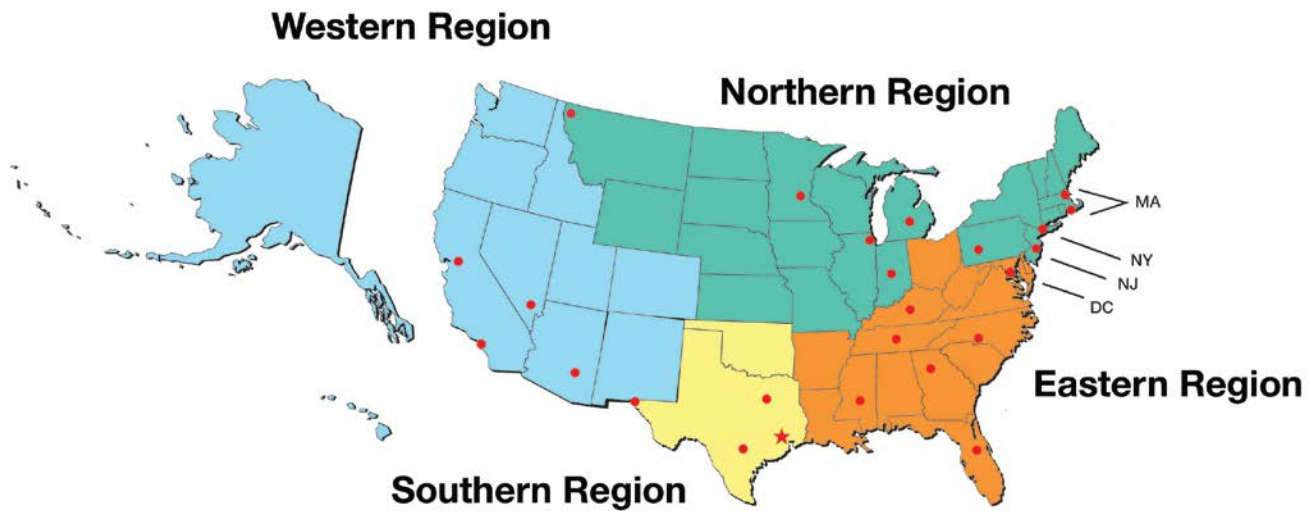 Western Region
Northern Region
MA
NY
NJ
DC
Eastern Region
Southern Region